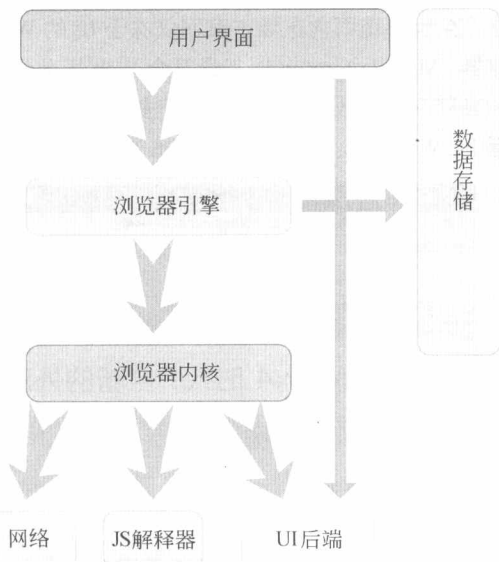 用户界面
数据存储
浏览器引擎
浏览器内核
网络
JS解释器
UI后端